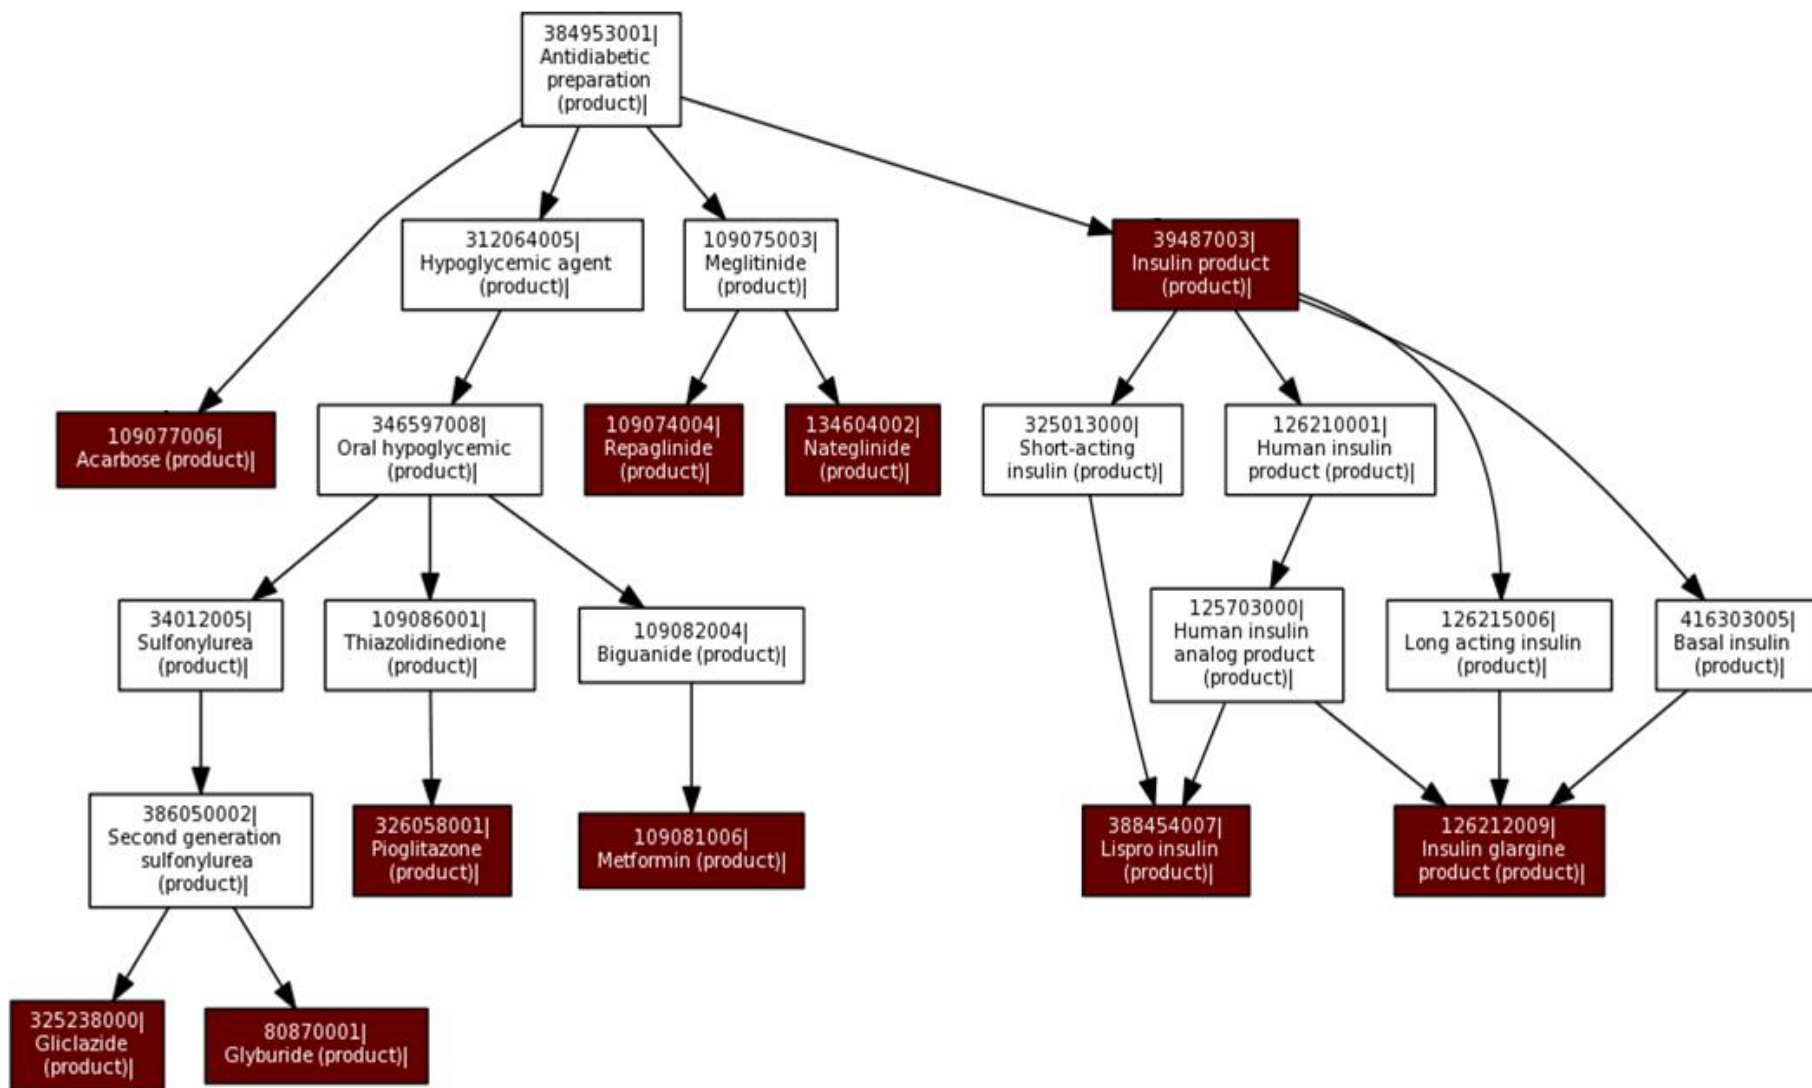 384953001|
Antidiabetic
preparation
(product)|
312064005|
Hypoglycemic agent
(product)|
109075003|
Meglitinide
(product)|
39487003|
Insulin product
(product)|
109077006|
Acarbose (product)|
346597008|
Oral hypoglycemic
(product)|
109074004|
Repaglinide
(product)|
134604002|
Nateglinide
(product)|
325013000|
Short-acting
insulin (product)|
126210001|
Human insulin
product (product)|
34012005|
Sulfonylurea
(product)|
109086001|
Thiazolidinedione
(product)|
109082004|
Biguanide (product)|
125703000|
Human insulin
analog product
(product)|
126215006|
Long acting insulin
(product)|
416303005|
Basal insulin
(product)|
386050002|
Second generation
sulfonylurea
(product)|
326058001|
Pioglitazone
(product)|
109081006|
Metformin (product)|
388454007|
Lispro insulin
(product)|
126212009|
Insulin glargine
product (product)|
325238000|
Gliclazide
(product)|
80870001|
Glyburide (product)|